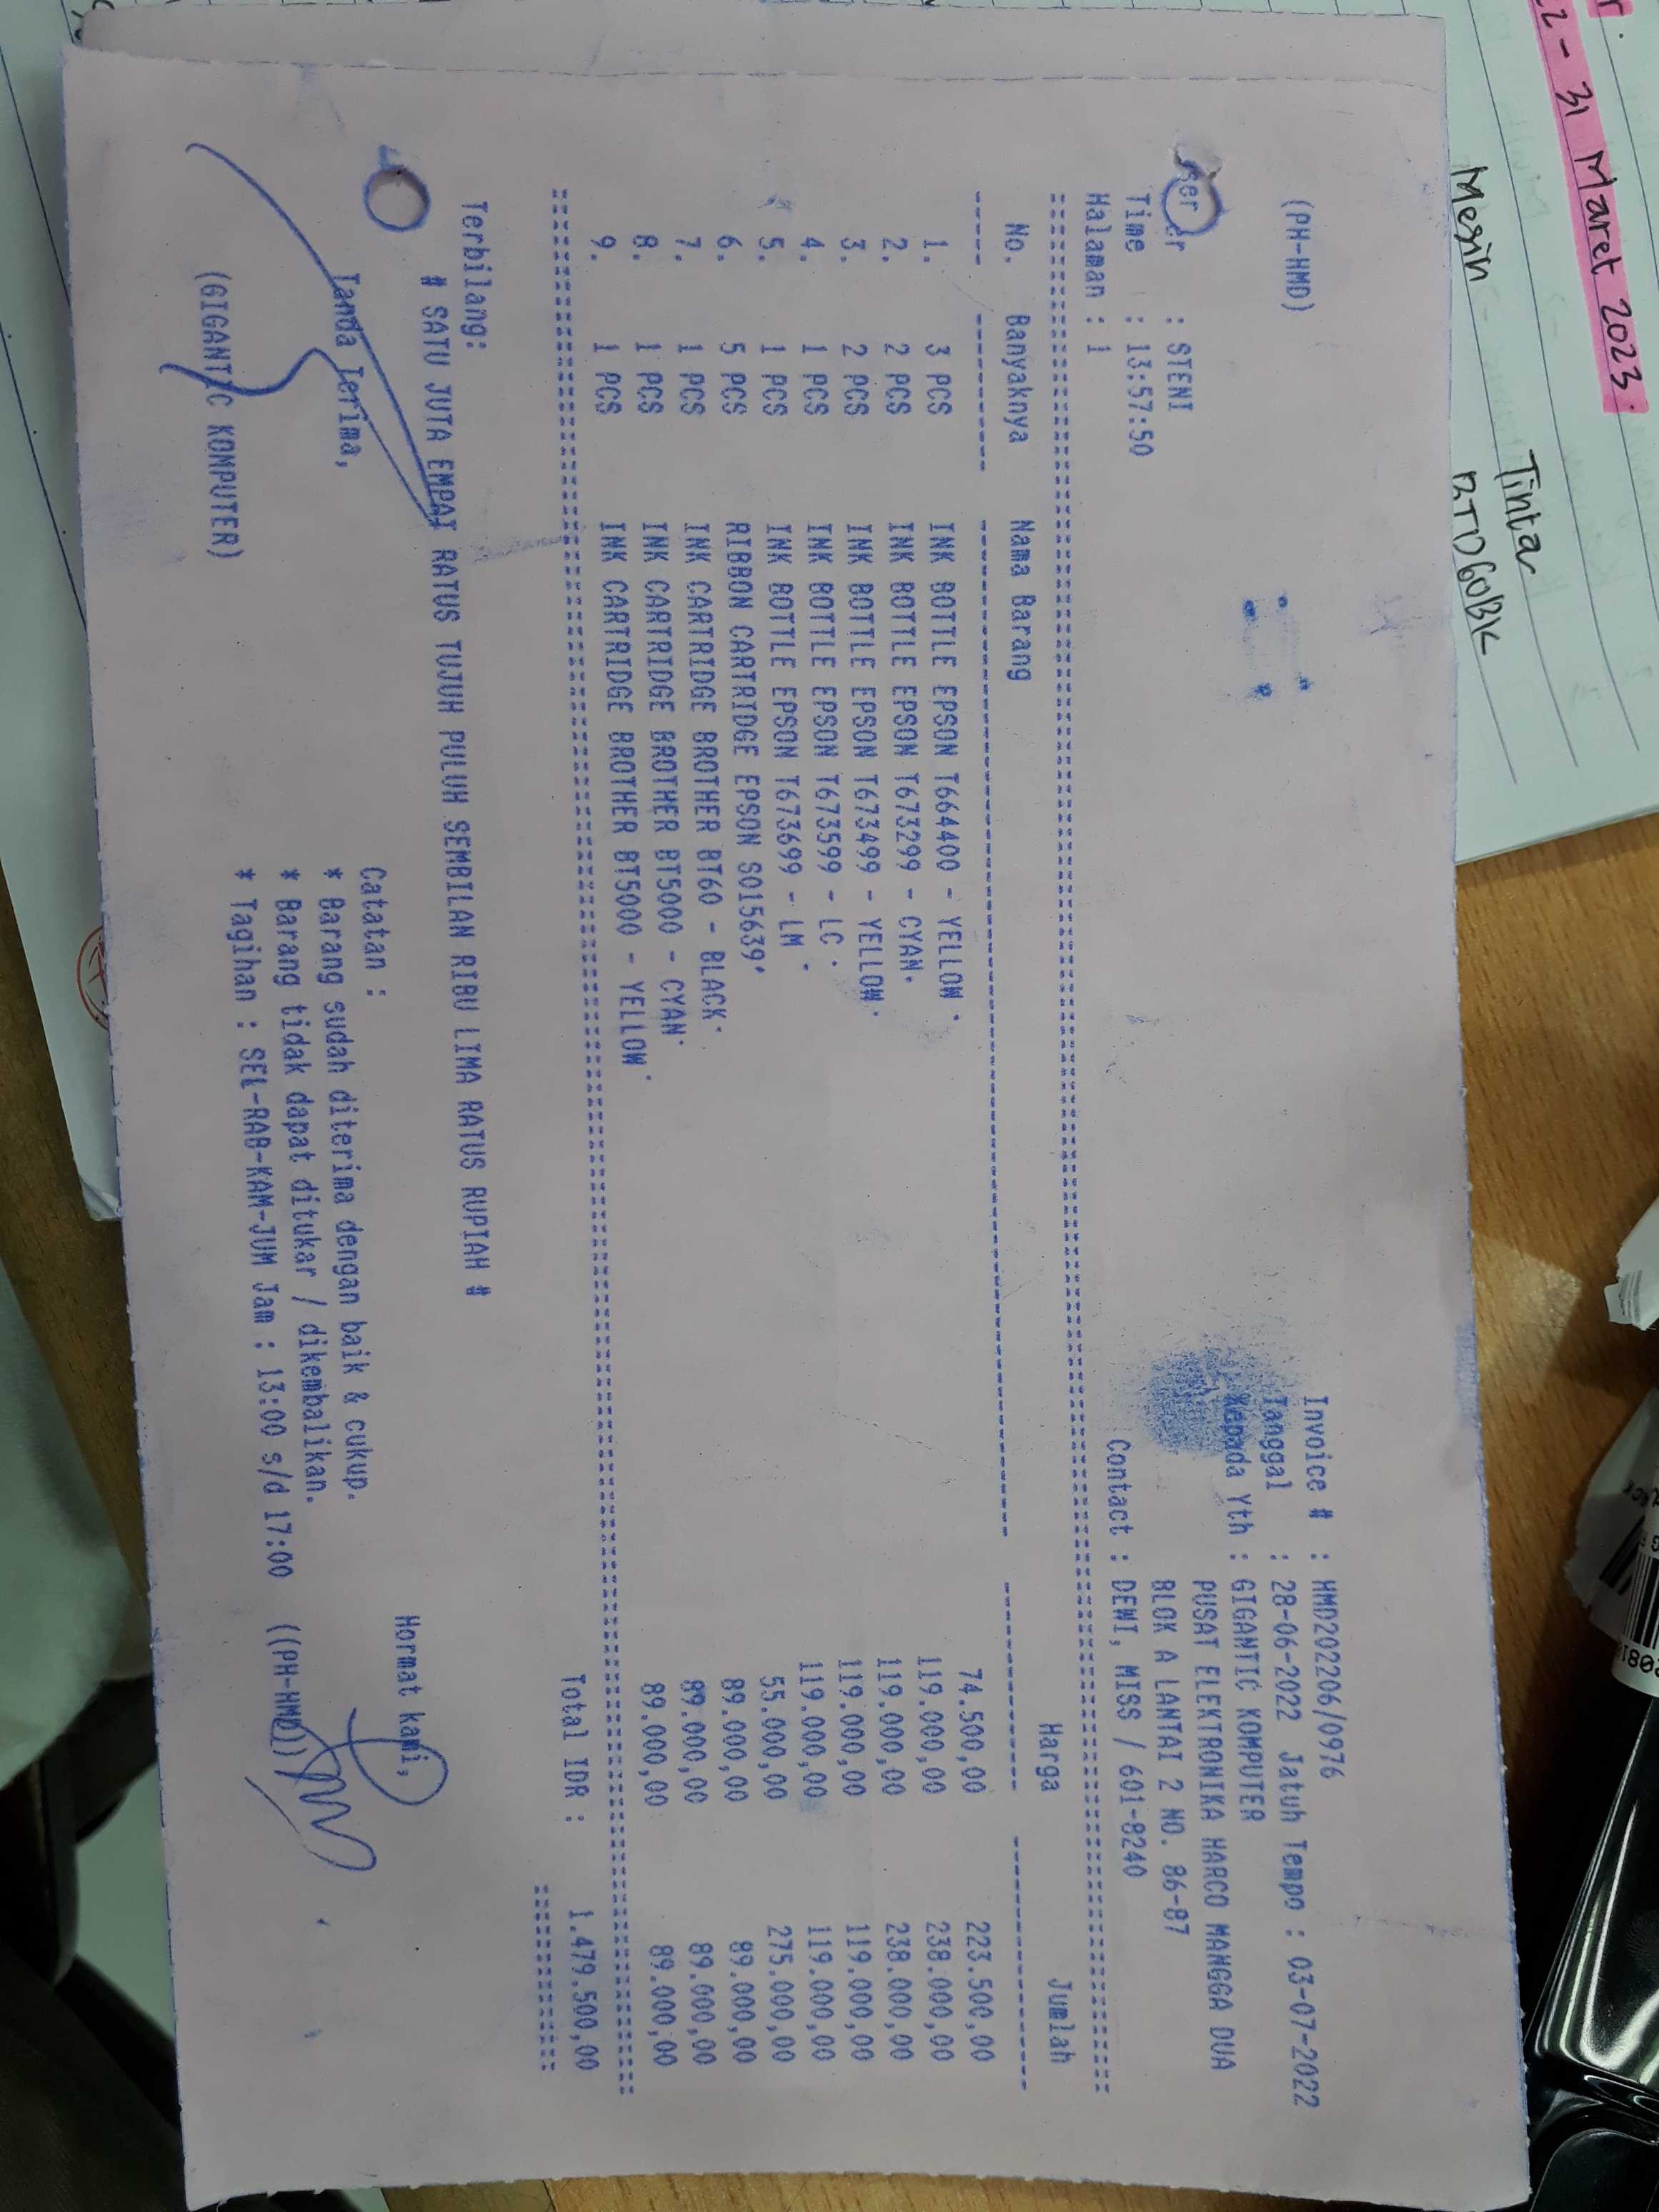 (PH-HMD)
Invoice # : HMD202206/0976
Tanggal : 28-06-2022 Jatuh Tempo : 03-07-2022
Kepada Yth : GIGANTIC KOMPUTER
PUSAT ELEKTRONIKA HARCO MANGGA DUA
BLOK A LANTAI 2 NO. 86-87
Contact : DEWI, MISS / 601-8240
: STENI
Time : 13:57:50
Halaman : 1
No. Banyaknya Nama Barang Harga Jumlah
1. 3 PCS INK BOTTLE EPSON T664400 - YELLOW 74.500,00 223.500,00
2. 2 PCS INK BOTTLE EPSON T673299 - CYAN 119.000,00 238.000,00
3. 2 PCS INK BOTTLE EPSON T673499 - YELLOW 119.000,00 238.000,00
4. 1 PCS INK BOTTLE EPSON T673599 - LC 119.000,00 119.000,00
5. 1 PCS INK BOTTLE EPSON T673699 - LM 119.000,00 119.000,00
6. 5 PCS RIBBON CARTRIDGE EPSON S015639 55.000,00 275.000,00
7. 1 PCS INK CARTRIDGE BROTHER BT60 - BLACK 89.000,00 89.000,00
8. 1 PCS INK CARTRIDGE BROTHER BT5000 - CYAN 89.000,00 89.000,00
9. 1 PCS INK CARTRIDGE BROTHER BT5000 - YELLOW 89.000,00 89.000,00
Total IDR : 1.479.500,00
Terbilang:
# SATU JUTA EMPAT RATUS TUJUH PULUH SEMBILAN RIBU LIMA RATUS RUPIAH #
Tanda Terima,
(GIGANTIC KOMPUTER)
Catatan :
* Barang sudah diterima dengan baik & cukup.
* Barang tidak dapat ditukar / dikembalikan.
* Tagihan : SEL-RAB-KAM-JUM Jam : 13:00 s/d 17:00
Hormat kami,
((PH-HMD))
31 Maret 2023
Mesin
Tinta
BTD60BK